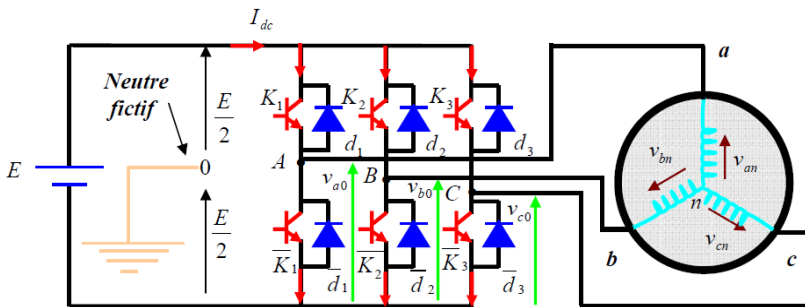 I_dc
a
Neutre
fictif
E/2
K_1
K_2
K_3
d_1
d_2
d_3
E
0
A
B
C
v_a0
v_b0
v_c0
v_bn
v_an
n
v_cn
E/2
K̅_1
K̅_2
K̅_3
d̅_1
d̅_2
d̅_3
b
c